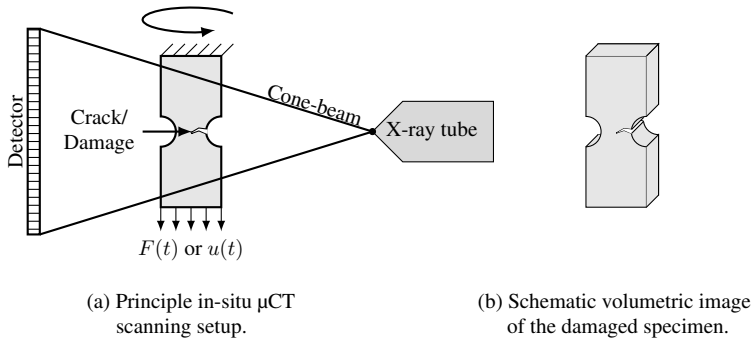 Detector
Crack/
Damage
Cone-beam
X-ray tube
F(t) or u(t)
(a) Principle in-situ μCT
scanning setup.
(b) Schematic volumetric image
of the damaged specimen.